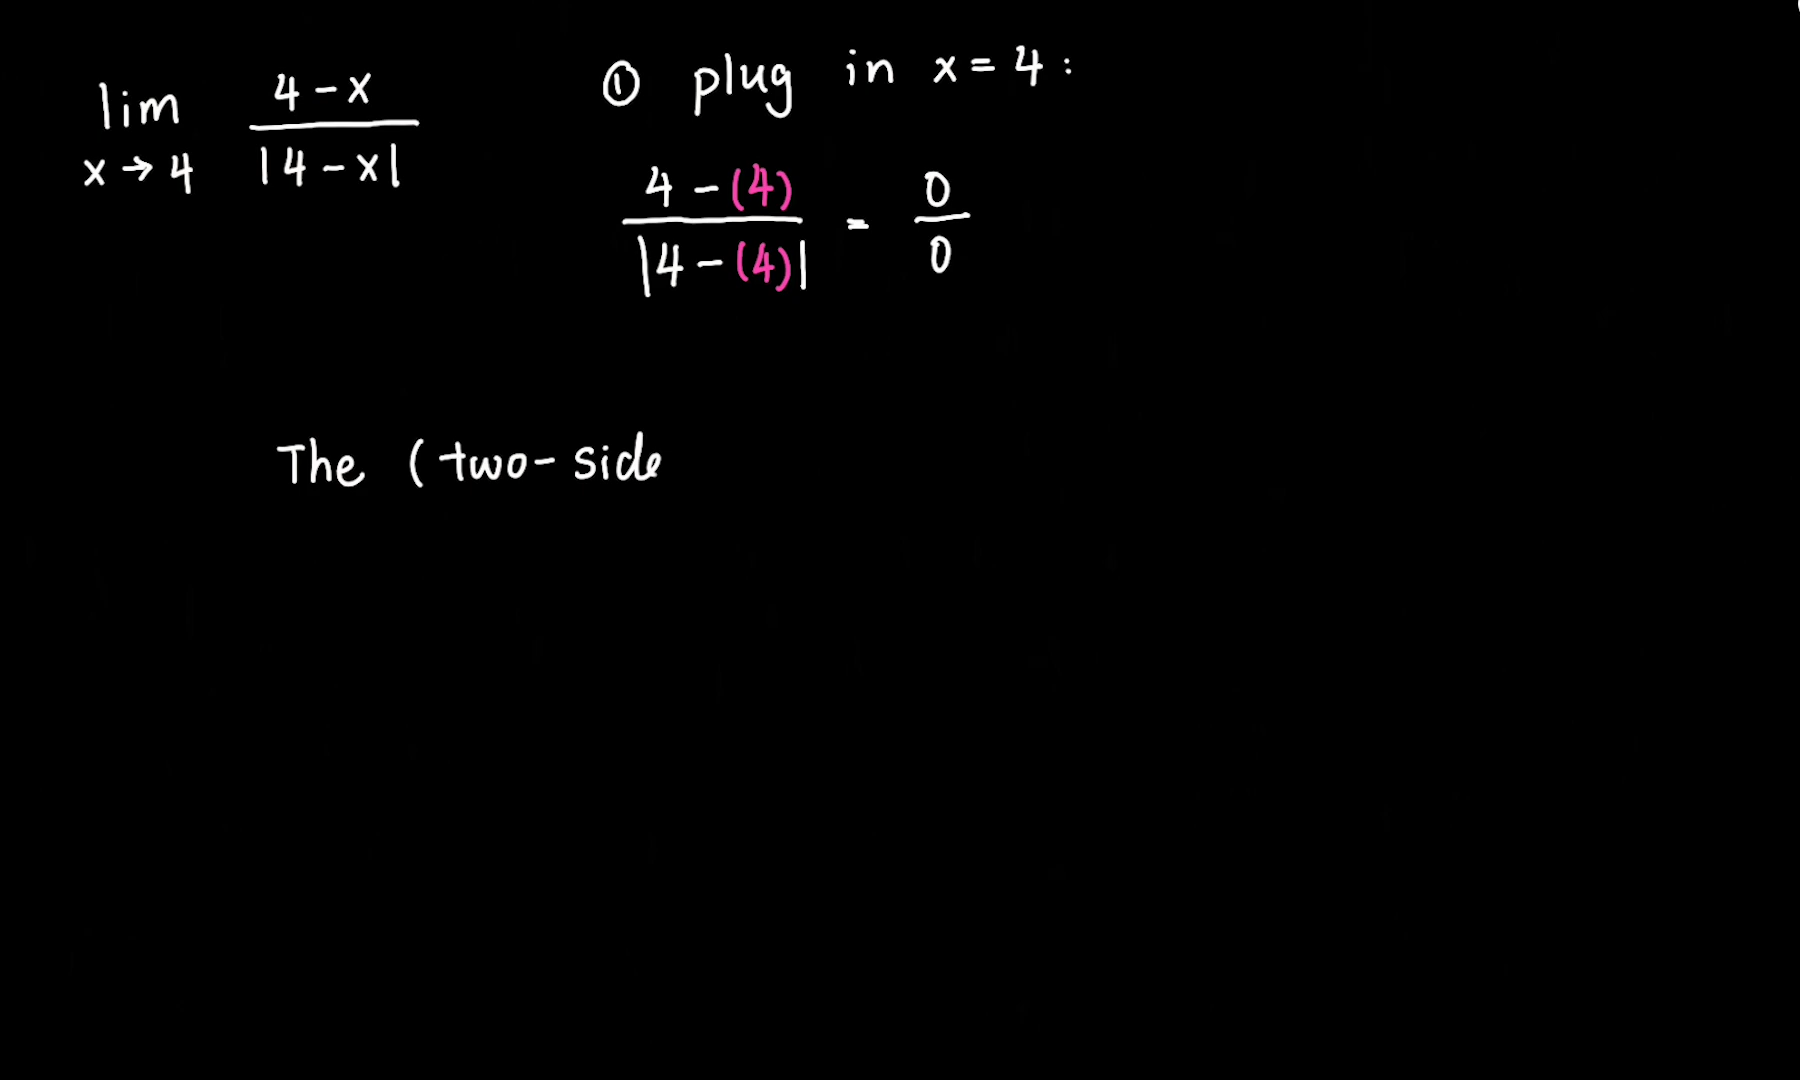 lim x→4 (4-x)/|4-x|
① plug in x = 4 :
(4-(4))/|4-(4)| = 0/0
The (two-side